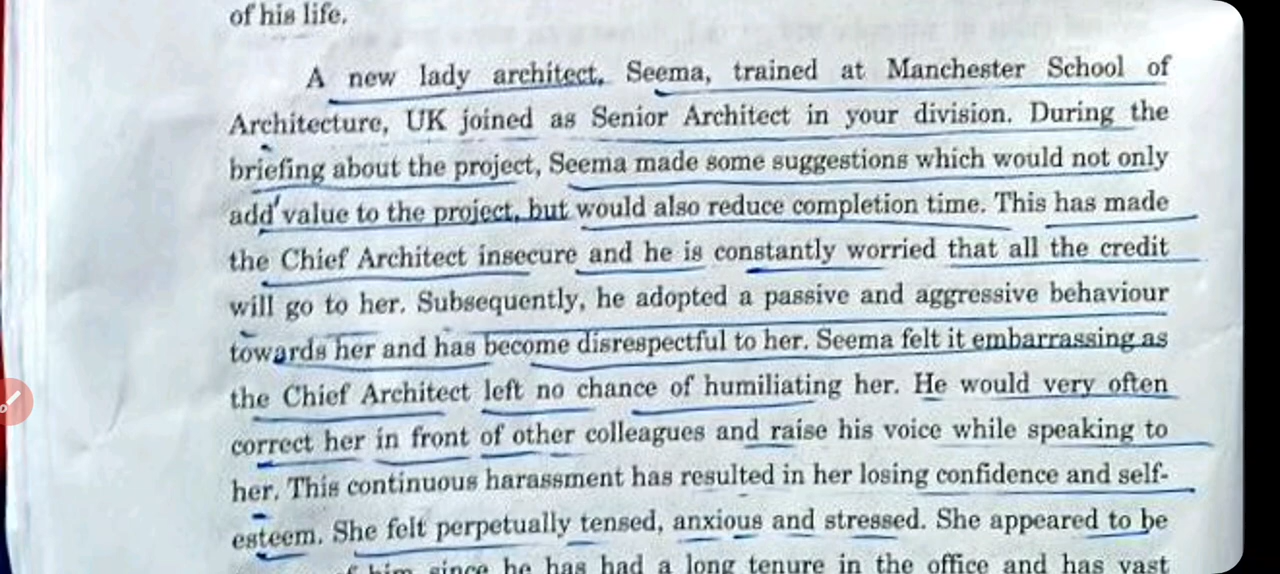 of his life.
A new lady architect, Seema, trained at Manchester School of
Architecture, UK joined as Senior Architect in your division. During the
briefing about the project, Seema made some suggestions which would not only
add value to the project, but would also reduce completion time. This has made
the Chief Architect insecure and he is constantly worried that all the credit
will go to her. Subsequently, he adopted a passive and aggressive behaviour
towards her and has become disrespectful to her. Seema felt it embarrassing as
the Chief Architect left no chance of humiliating her. He would very often
correct her in front of other colleagues and raise his voice while speaking to
her. This continuous harassment has resulted in her losing confidence and self-
esteem. She felt perpetually tensed, anxious and stressed. She appeared to be
of him since he has had a long tenure in the office and has vast